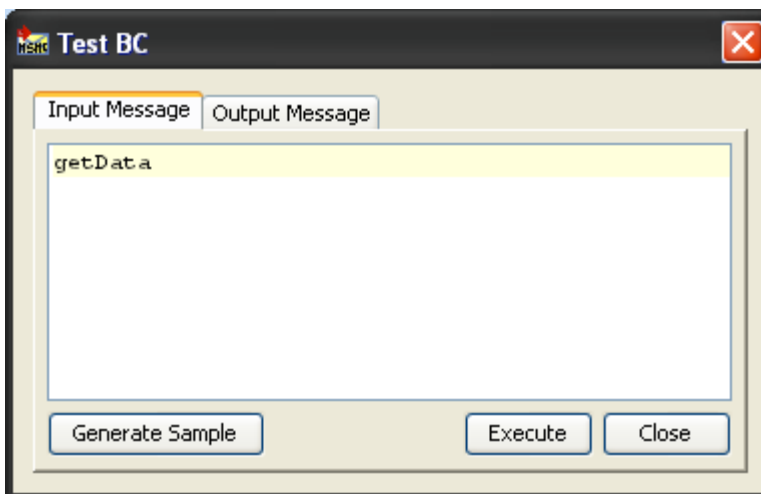 Test BC
Input Message Output Message
getData
Generate Sample Execute Close